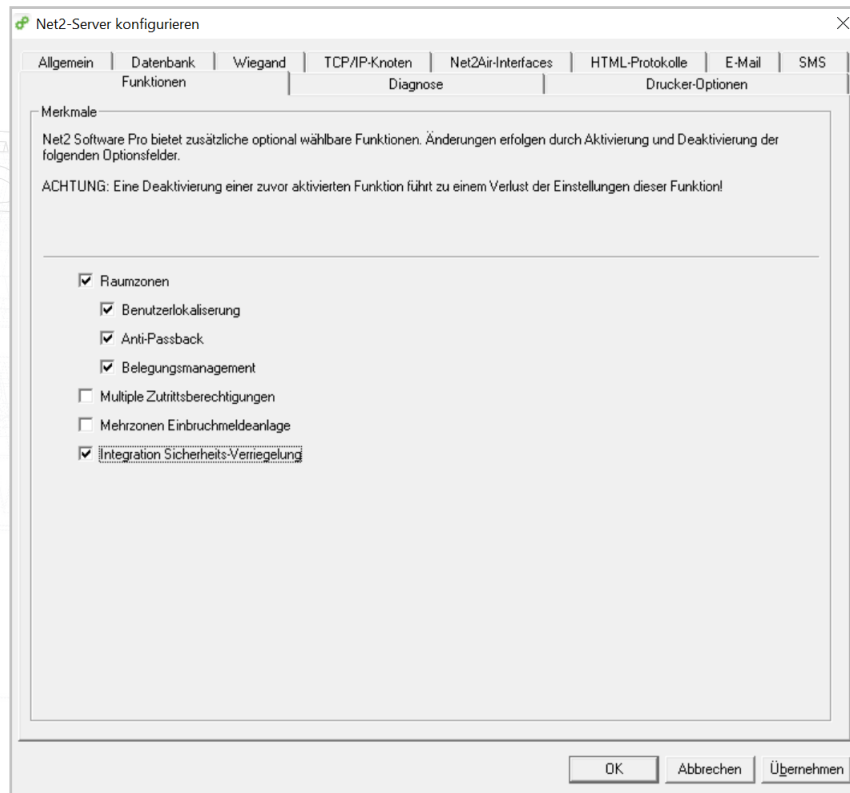 Net2-Server konfigurieren
Allgemein Datenbank Wiegand TCP/IP-Knoten Net2Air-Interfaces HTML-Protokolle E-Mail SMS
Funktionen Diagnose Drucker-Optionen
Merkmale
Net2 Software Pro bietet zusätzliche optional wählbare Funktionen. Änderungen erfolgen durch Aktivierung und Deaktivierung der
folgenden Optionsfelder.
ACHTUNG: Eine Deaktivierung einer zuvor aktivierten Funktion führt zu einem Verlust der Einstellungen dieser Funktion!
Raumzonen
Benutzerlokaliserung
Anti-Passback
Belegungsmanagement
Multiple Zutrittsberechtigungen
Mehrzonen Einbruchmeldeanlage
Integration Sicherheits-Verriegelung
OK Abbrechen Übernehmen